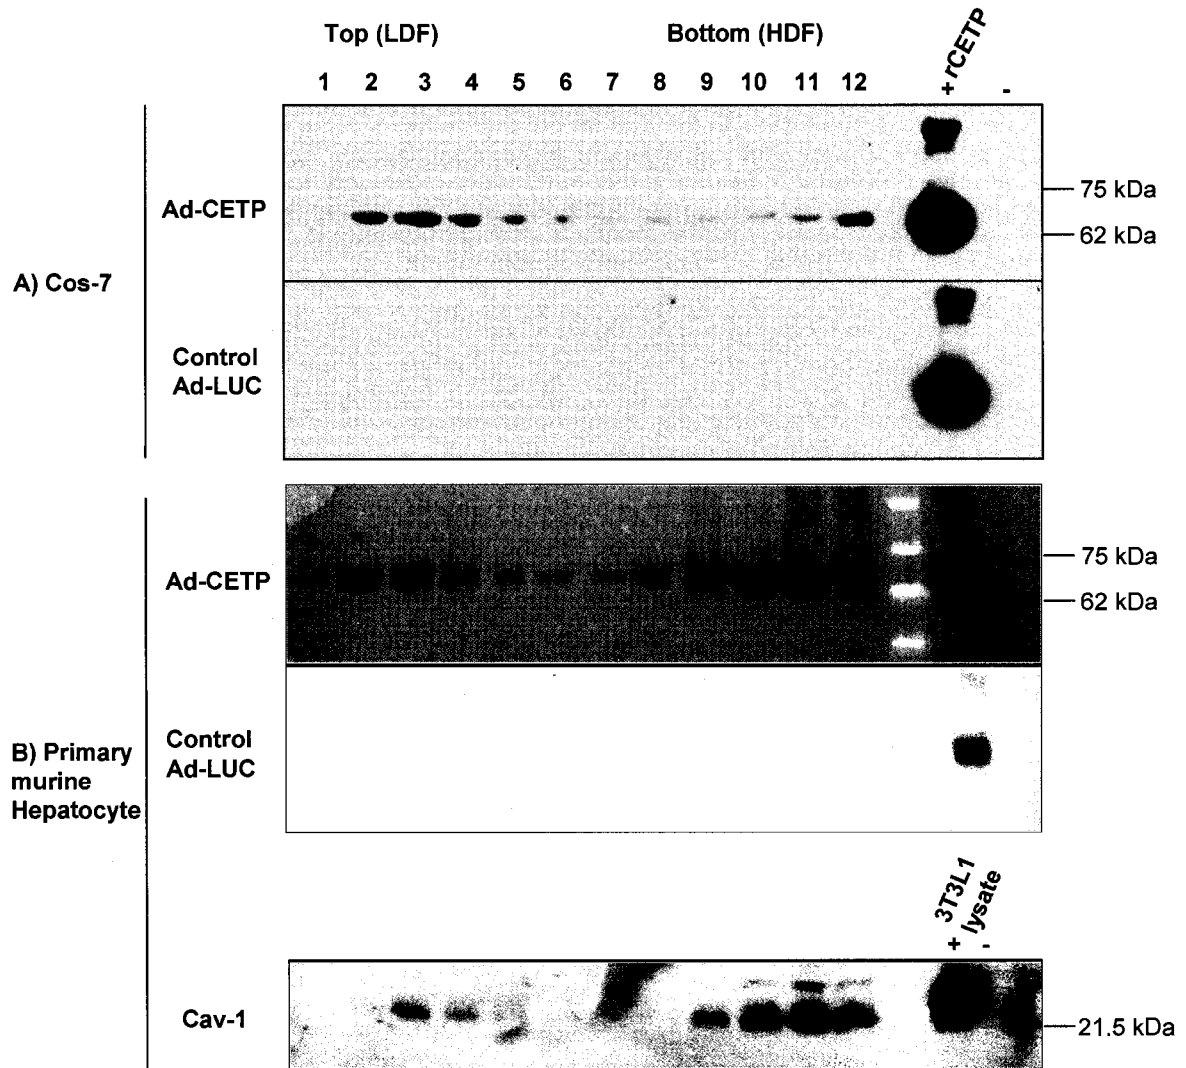 Top (LDF) Bottom (HDF)
+ rCETP
-
1 2 3 4 5 6 7 8 9 10 11 12
A) Cos-7
Ad-CETP
75 kDa
62 kDa
Control
Ad-LUC
B) Primary
murine
Hepatocyte
Ad-CETP
75 kDa
62 kDa
Control
Ad-LUC
+ 3T3L1
lysate
-
Cav-1
21.5 kDa